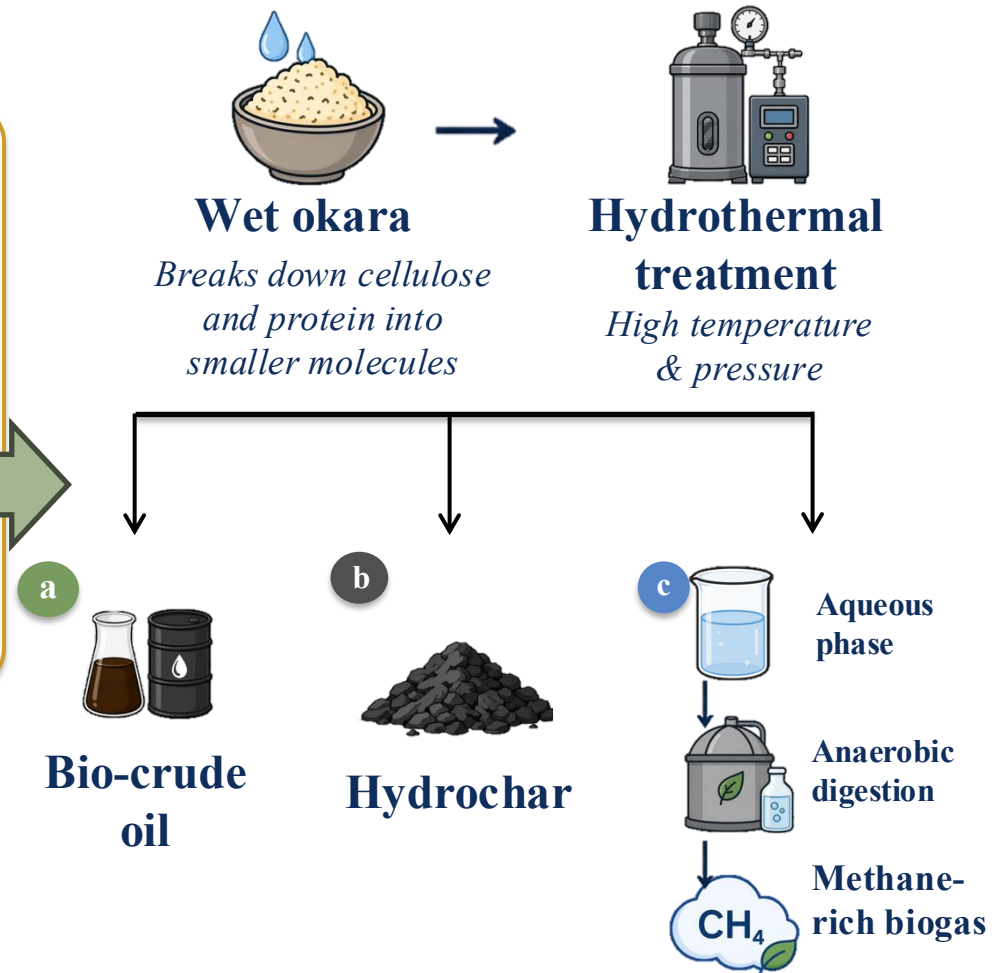 Wet okara
Breaks down cellulose
and protein into
smaller molecules
Hydrothermal
treatment
High temperature
& pressure
a
Bio-crude
oil
b
Hydrochar
c
Aqueous
phase
Anaerobic
digestion
CH₄
Methane-
rich biogas